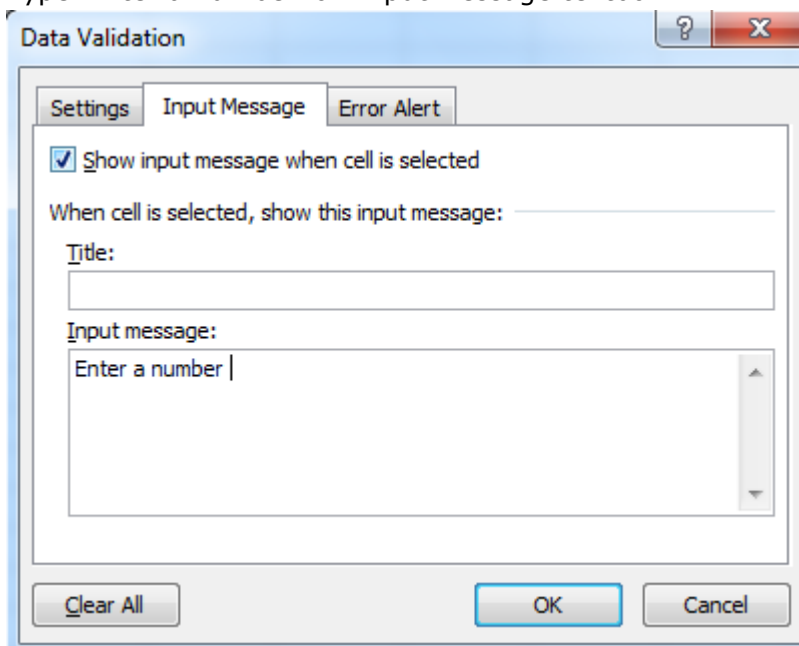 Data Validation
Settings Input Message Error Alert
Show input message when cell is selected
When cell is selected, show this input message:
Title:
Input message:
Enter a number
Clear All OK Cancel